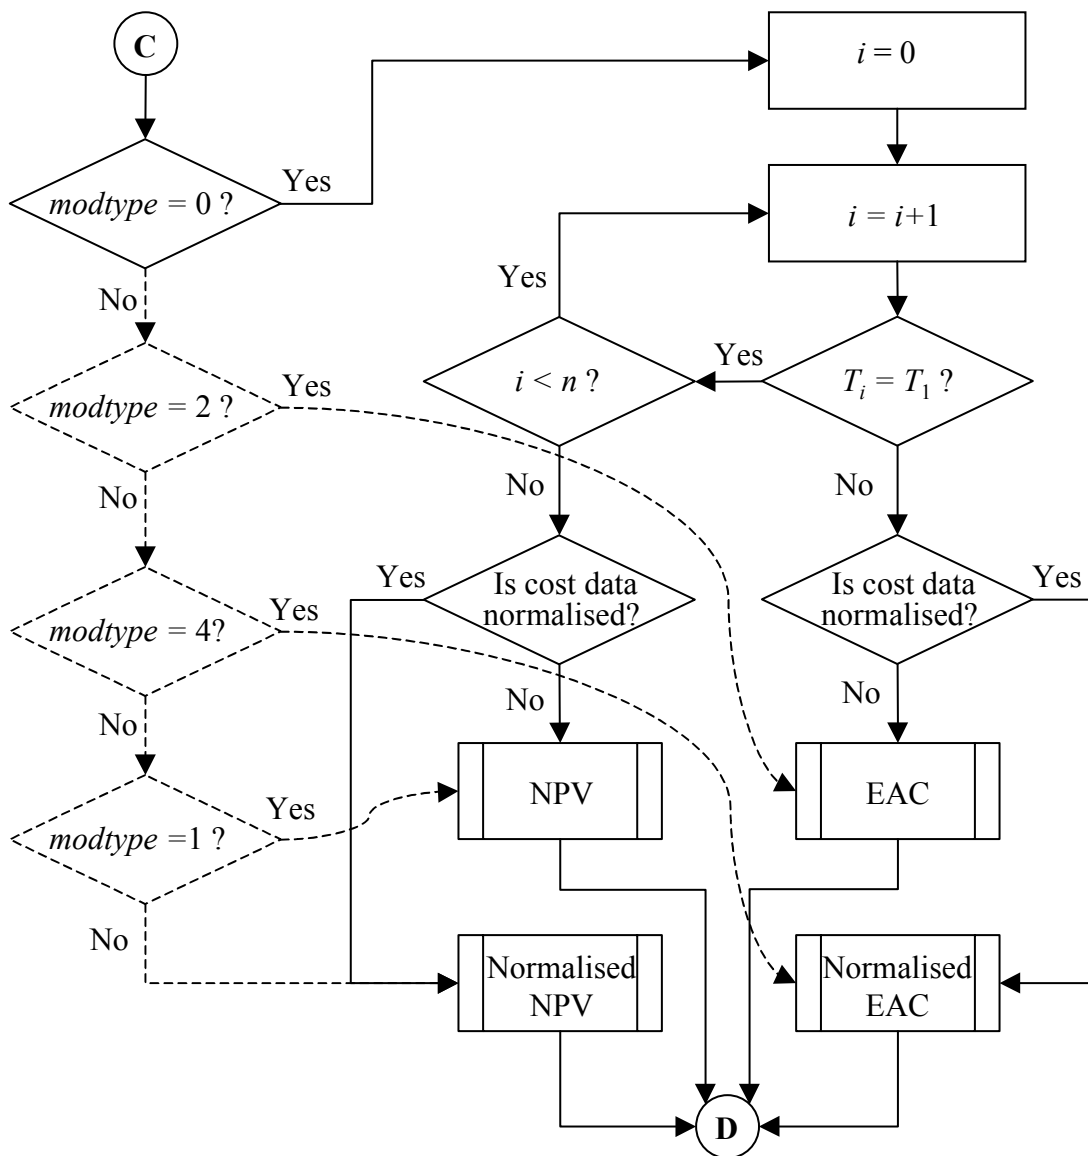 C
i = 0
modtype = 0 ?
Yes
i = i+1
No
Yes
modtype = 2 ?
Yes
i < n ?
Yes
T_i = T_1 ?
No
No
No
modtype = 4?
Yes
Yes
Is cost data
normalised?
Is cost data
normalised?
Yes
No
No
No
modtype =1 ?
Yes
NPV
EAC
No
Normalised
NPV
Normalised
EAC
D